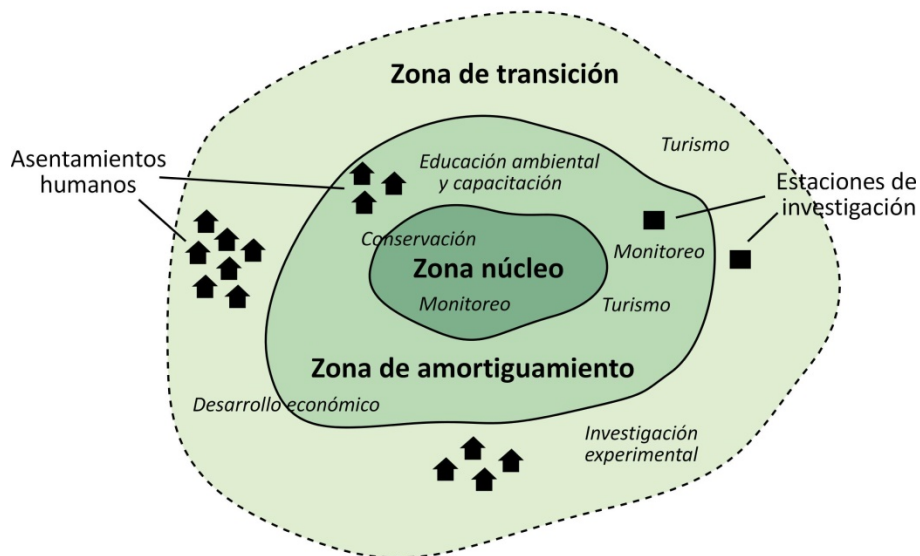 Zona de transición
Turismo
Asentamientos
humanos
Educación ambiental
y capacitación
Estaciones de
investigación
Conservación
Monitoreo
Zona núcleo
Monitoreo
Turismo
Zona de amortiguamiento
Desarrollo económico
Investigación
experimental